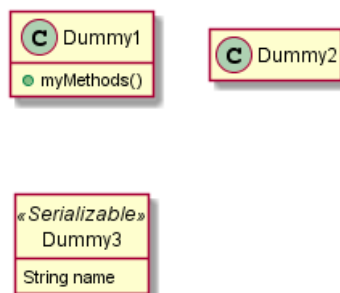 C Dummy1
myMethods()
C Dummy2
«Serializable»
Dummy3
String name